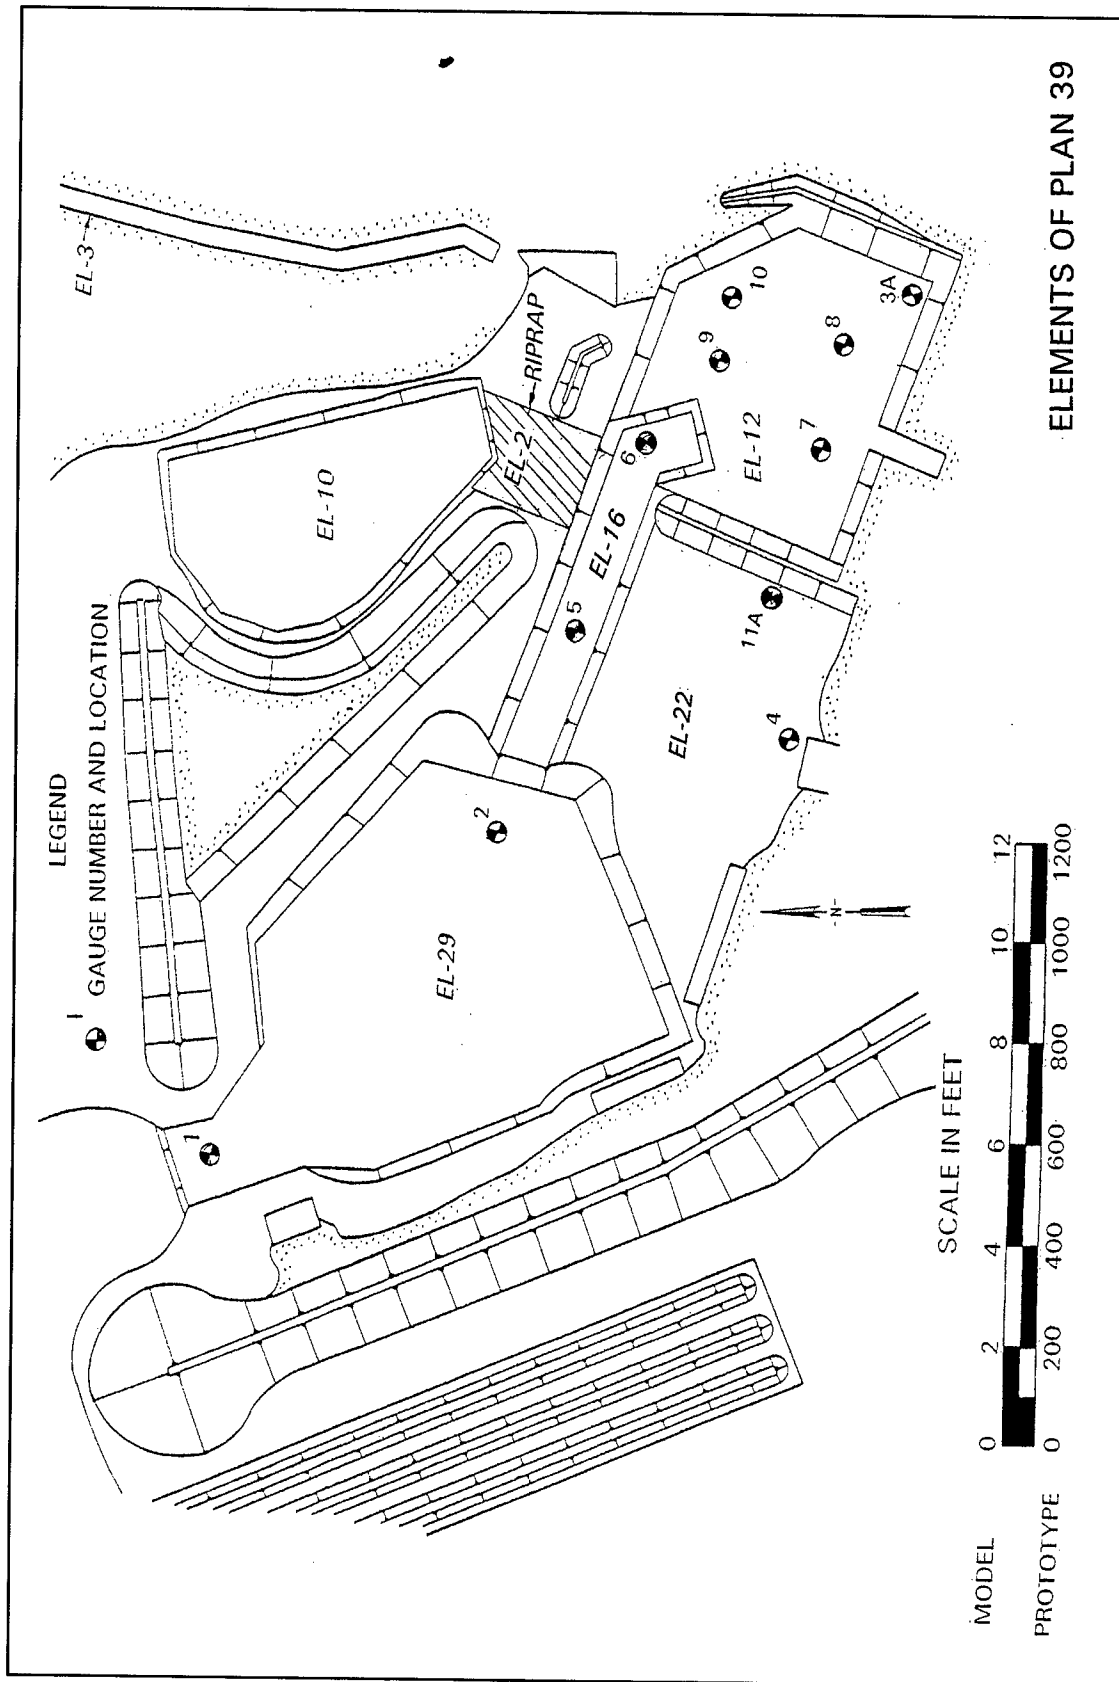 LEGEND
1
GAUGE NUMBER AND LOCATION
EL-3
EL-10
EL-2
RIPRAP
EL-16
EL-12
EL-22
EL-29
1
2
5
6
9
10
8
3A
7
11A
4
-N-
SCALE IN FEET
MODEL 0 2 4 6 8 10 12
PROTOTYPE 0 200 400 600 800 1000 1200
ELEMENTS OF PLAN 39